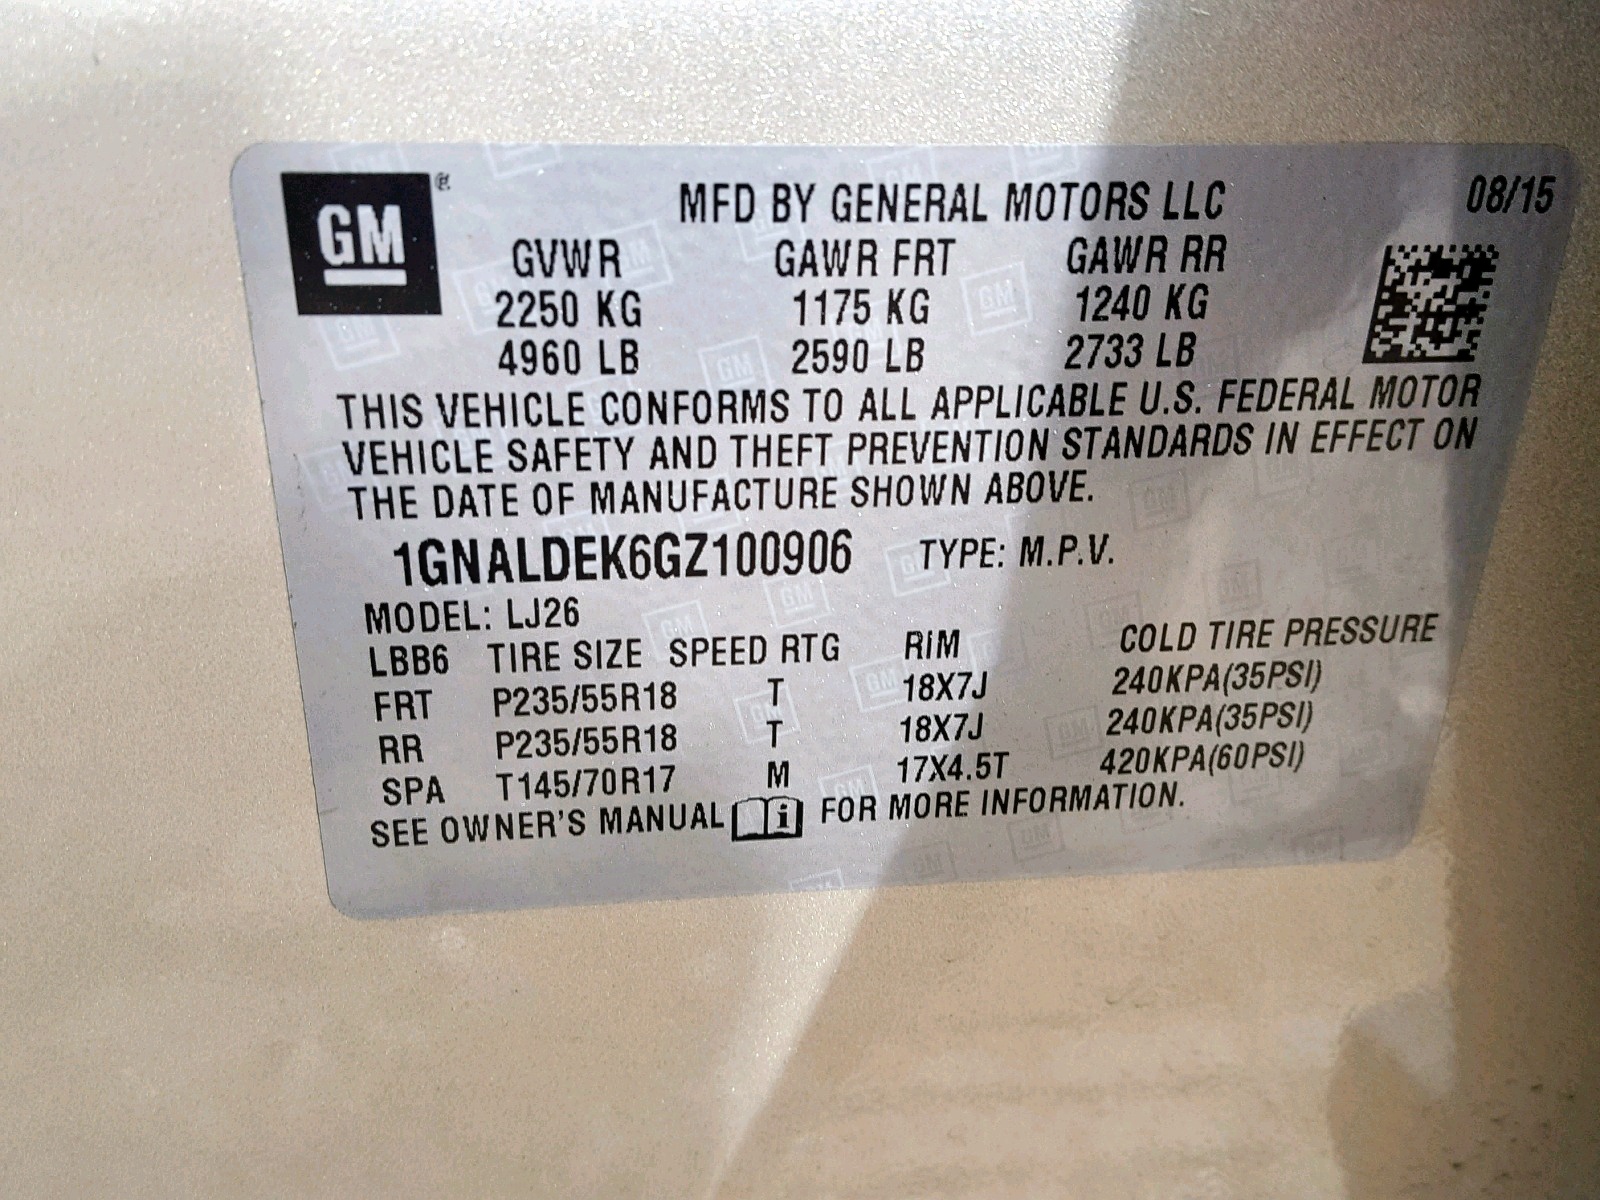 GM
MFD BY GENERAL MOTORS LLC 08/15
GVWR GAWR FRT GAWR RR
2250 KG 1175 KG 1240 KG
4960 LB 2590 LB 2733 LB
THIS VEHICLE CONFORMS TO ALL APPLICABLE U.S. FEDERAL MOTOR
VEHICLE SAFETY AND THEFT PREVENTION STANDARDS IN EFFECT ON
THE DATE OF MANUFACTURE SHOWN ABOVE.
1GNALDEK6GZ100906 TYPE: M.P.V.
MODEL: LJ26
LBB6 TIRE SIZE SPEED RTG RIM COLD TIRE PRESSURE
FRT P235/55R18 T 18X7J 240KPA(35PSI)
RR P235/55R18 T 18X7J 240KPA(35PSI)
SPA T145/70R17 M 17X4.5T 420KPA(60PSI)
SEE OWNER'S MANUAL i FOR MORE INFORMATION.